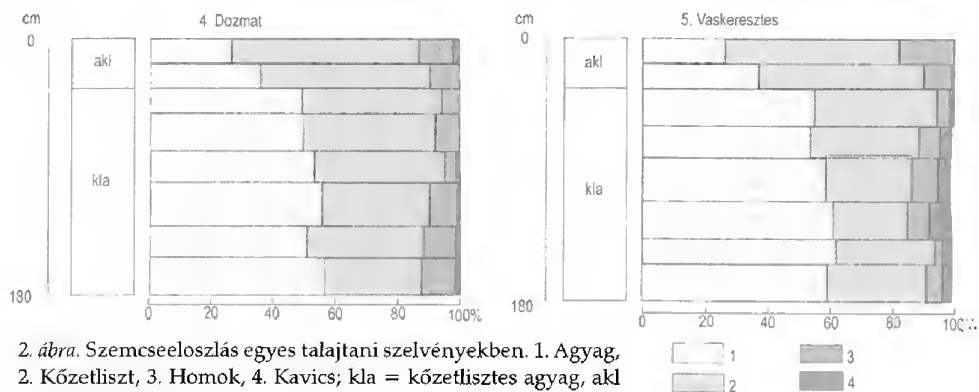 cm
4 Dozmat
0
akl
kla
180
0 20 40 60 80 100%
cm
5. Vaskeresztes
0
akl
kla
180
0 20 40 60 80 100%
1
2
3
4
2. ábra. Szemcseeloszlás egyes talajtani szelvényekben. 1. Agyag,
2. Kőzetliszt, 3. Homok, 4. Kavics; kla = kőzetlisztes agyag, akl